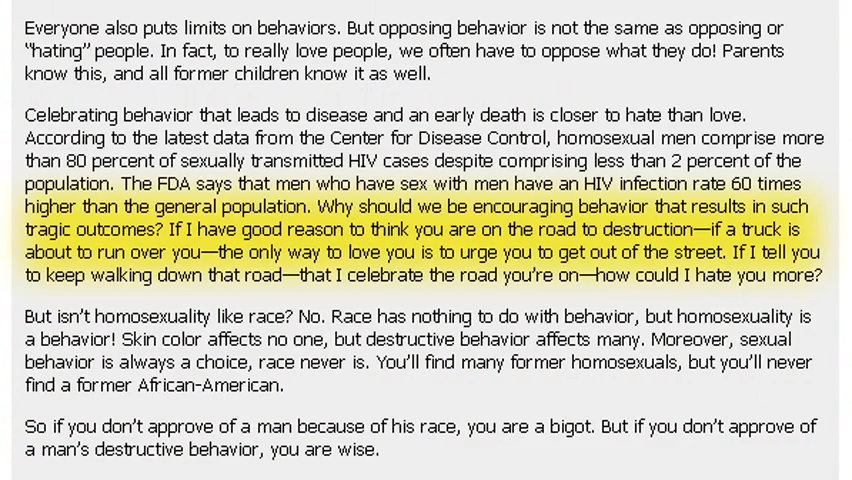 Everyone also puts limits on behaviors. But opposing behavior is not the same as opposing or
"hating" people. In fact, to really love people, we often have to oppose what they do! Parents
know this, and all former children know it as well.
Celebrating behavior that leads to disease and an early death is closer to hate than love.
According to the latest data from the Center for Disease Control, homosexual men comprise more
than 80 percent of sexually transmitted HIV cases despite comprising less than 2 percent of the
population. The FDA says that men who have sex with men have an HIV infection rate 60 times
higher than the general population. Why should we be encouraging behavior that results in such
tragic outcomes? If I have good reason to think you are on the road to destruction—if a truck is
about to run over you—the only way to love you is to urge you to get out of the street. If I tell you
to keep walking down that road—that I celebrate the road you're on—how could I hate you more?
But isn't homosexuality like race? No. Race has nothing to do with behavior, but homosexuality is
a behavior! Skin color affects no one, but destructive behavior affects many. Moreover, sexual
behavior is always a choice, race never is. You'll find many former homosexuals, but you'll never
find a former African-American.
So if you don't approve of a man because of his race, you are a bigot. But if you don't approve of
a man's destructive behavior, you are wise.